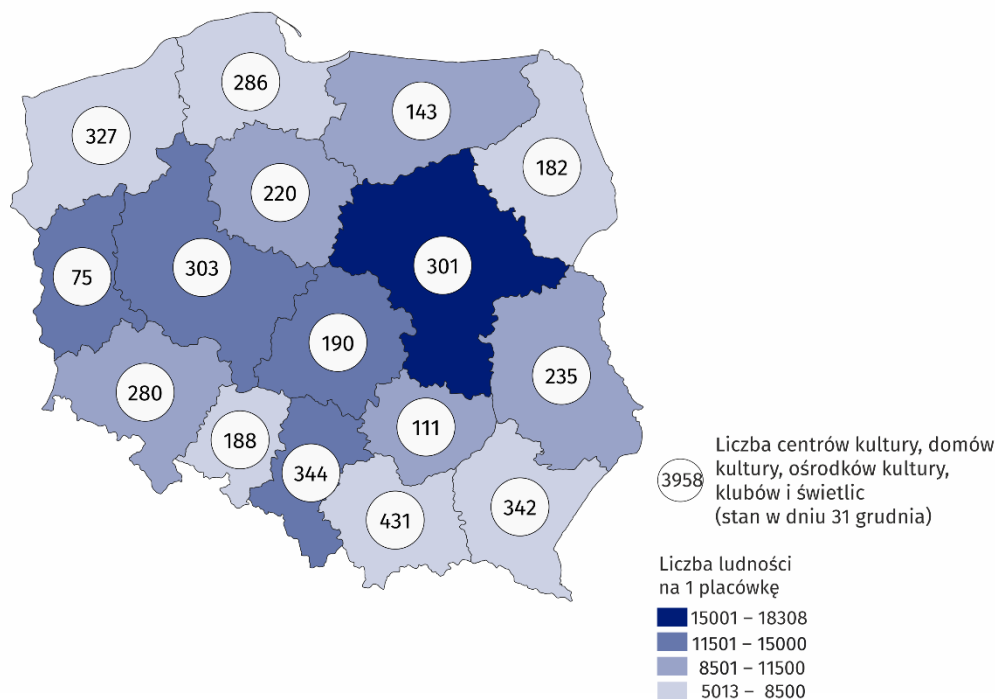 286
143
327
182
220
301
303
75
190
235
280
111
188
344
342
431
3958
Liczba centrów kultury, domów
kultury, ośrodków kultury,
klubów i świetlic
(stan w dniu 31 grudnia)
Liczba ludności
na 1 placówkę
15001 – 18308
11501 – 15000
8501 – 11500
5013 – 8500